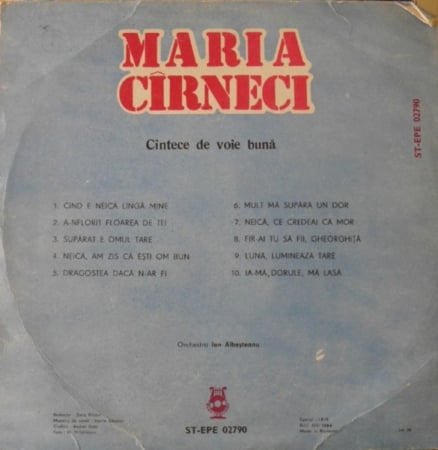 MARIA
CÎRNECI
Cîntece de voie bună
ST-EPE 02790
1. CÎND E NEICA LÎNGĂ MINE
2. A-NFLORIT FLOAREA DE TEI
3. SUPĂRAT E OMUL TARE
4. NEICĂ, AM ZIS CĂ EȘTI OM BUN
5. DRAGOSTEA DACĂ N-AR FI
6. MULT MĂ SUPĂRĂ UN DOR
7. NEICĂ, CE CREDEAI CĂ MOR
8. FIR-AI TU SĂ FII, GHEORGHIȚĂ
9. LUNĂ, LUMINEAZĂ TARE
10. IA-MĂ, DORULE, MĂ LASĂ
Orchestra: Ion Albeșteanu
ST-EPE 02790